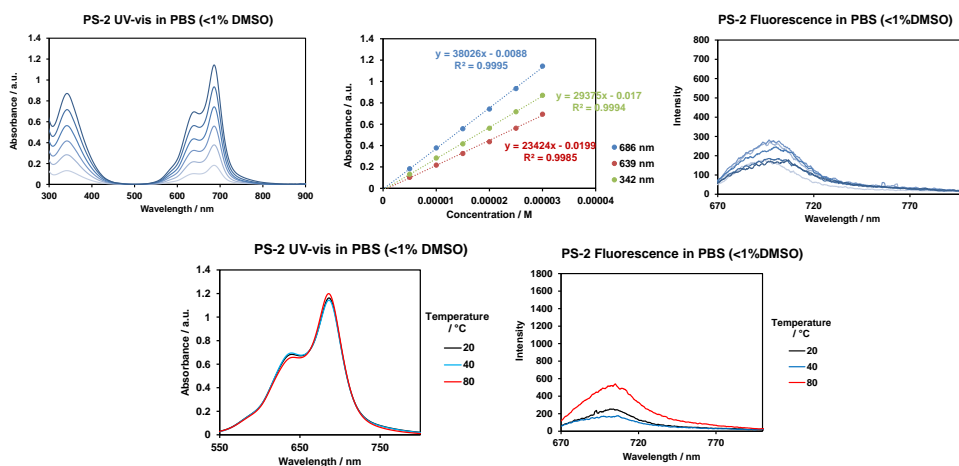 PS-2 UV-vis in PBS (<1% DMSO)
Absorbance / a.u.
1.4
1.2
1
0.8
0.6
0.4
0.2
0
300 400 500 600 700 800 900
Wavelength / nm
Absorbance / a.u.
1.4
1.2
1
0.8
0.6
0.4
0.2
0
y = 38026x - 0.0088
R² = 0.9995
y = 29375x - 0.017
R² = 0.9994
y = 23424x - 0.0199
R² = 0.9985
686 nm
639 nm
342 nm
0 0.00001 0.00002 0.00003 0.00004
Concentration / M
PS-2 Fluorescence in PBS (<1%DMSO)
Intensity
800
700
600
500
400
300
200
100
0
670 720 770
Wavelength / nm
PS-2 UV-vis in PBS (<1% DMSO)
Absorbance / a.u.
1.4
1.2
1
0.8
0.6
0.4
0.2
0
550 650 750
Wavelength / nm
Temperature
/ °C
20
40
80
PS-2 Fluorescence in PBS (<1%DMSO)
Intensity
1800
1600
1400
1200
1000
800
600
400
200
0
670 720 770
Wavelength / nm
Temperature
/ °C
20
40
80